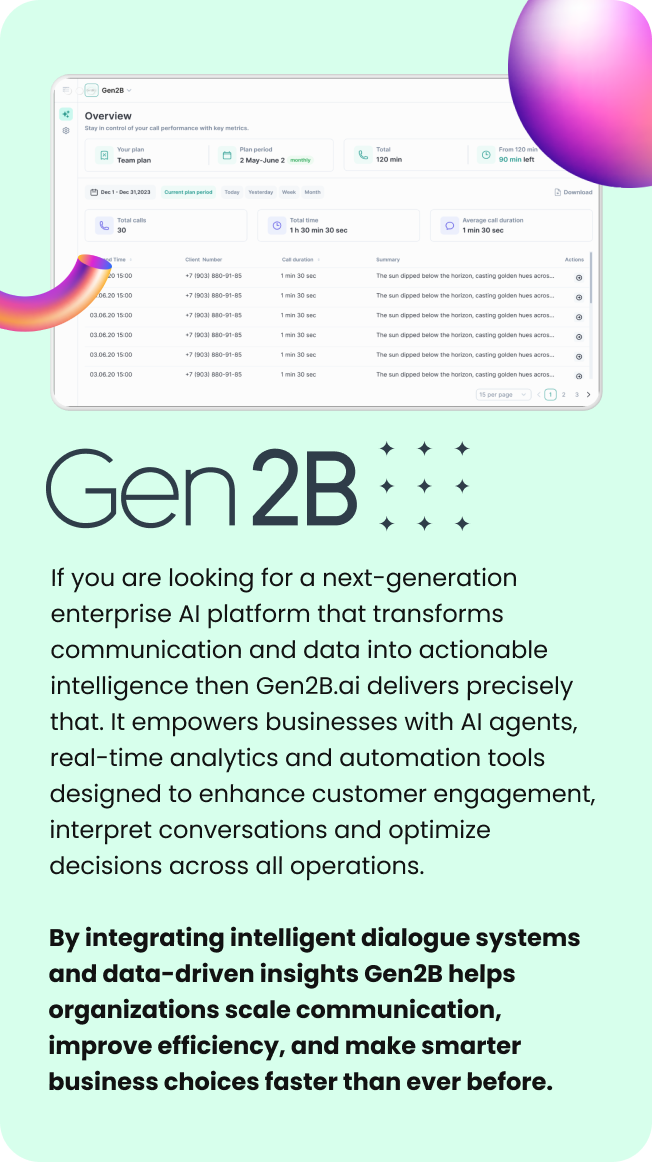 Gen2B
Overview
Stay in control of your call performance with key metrics.
Your plan
Team plan
Plan period
2 May-June 2 monthly
Total
120 min
From 120 min
90 min left
Dec 1 - Dec 31,2023 Current plan period Today Yesterday Week Month Download
Total calls
30
Total time
1 h 30 min 30 sec
Average call duration
1 min 30 sec
Time Client Number Call duration Summary Actions
15:00 +7 (903) 880-91-85 1 min 30 sec The sun dipped below the horizon, casting golden hues acros...
15:00 +7 (903) 880-91-85 1 min 30 sec The sun dipped below the horizon, casting golden hues acros...
03.06.20 15:00 +7 (903) 880-91-85 1 min 30 sec The sun dipped below the horizon, casting golden hues acros...
03.06.20 15:00 +7 (903) 880-91-85 1 min 30 sec The sun dipped below the horizon, casting golden hues acros...
03.06.20 15:00 +7 (903) 880-91-85 1 min 30 sec The sun dipped below the horizon, casting golden hues acros...
03.06.20 15:00 +7 (903) 880-91-85 1 min 30 sec The sun dipped below the horizon, casting golden hues acros...
15 per page 1 2 3
Gen2B
If you are looking for a next-generation
enterprise AI platform that transforms
communication and data into actionable
intelligence then Gen2B.ai delivers precisely
that. It empowers businesses with AI agents,
real-time analytics and automation tools
designed to enhance customer engagement,
interpret conversations and optimize
decisions across all operations.
By integrating intelligent dialogue systems
and data-driven insights Gen2B helps
organizations scale communication,
improve efficiency, and make smarter
business choices faster than ever before.